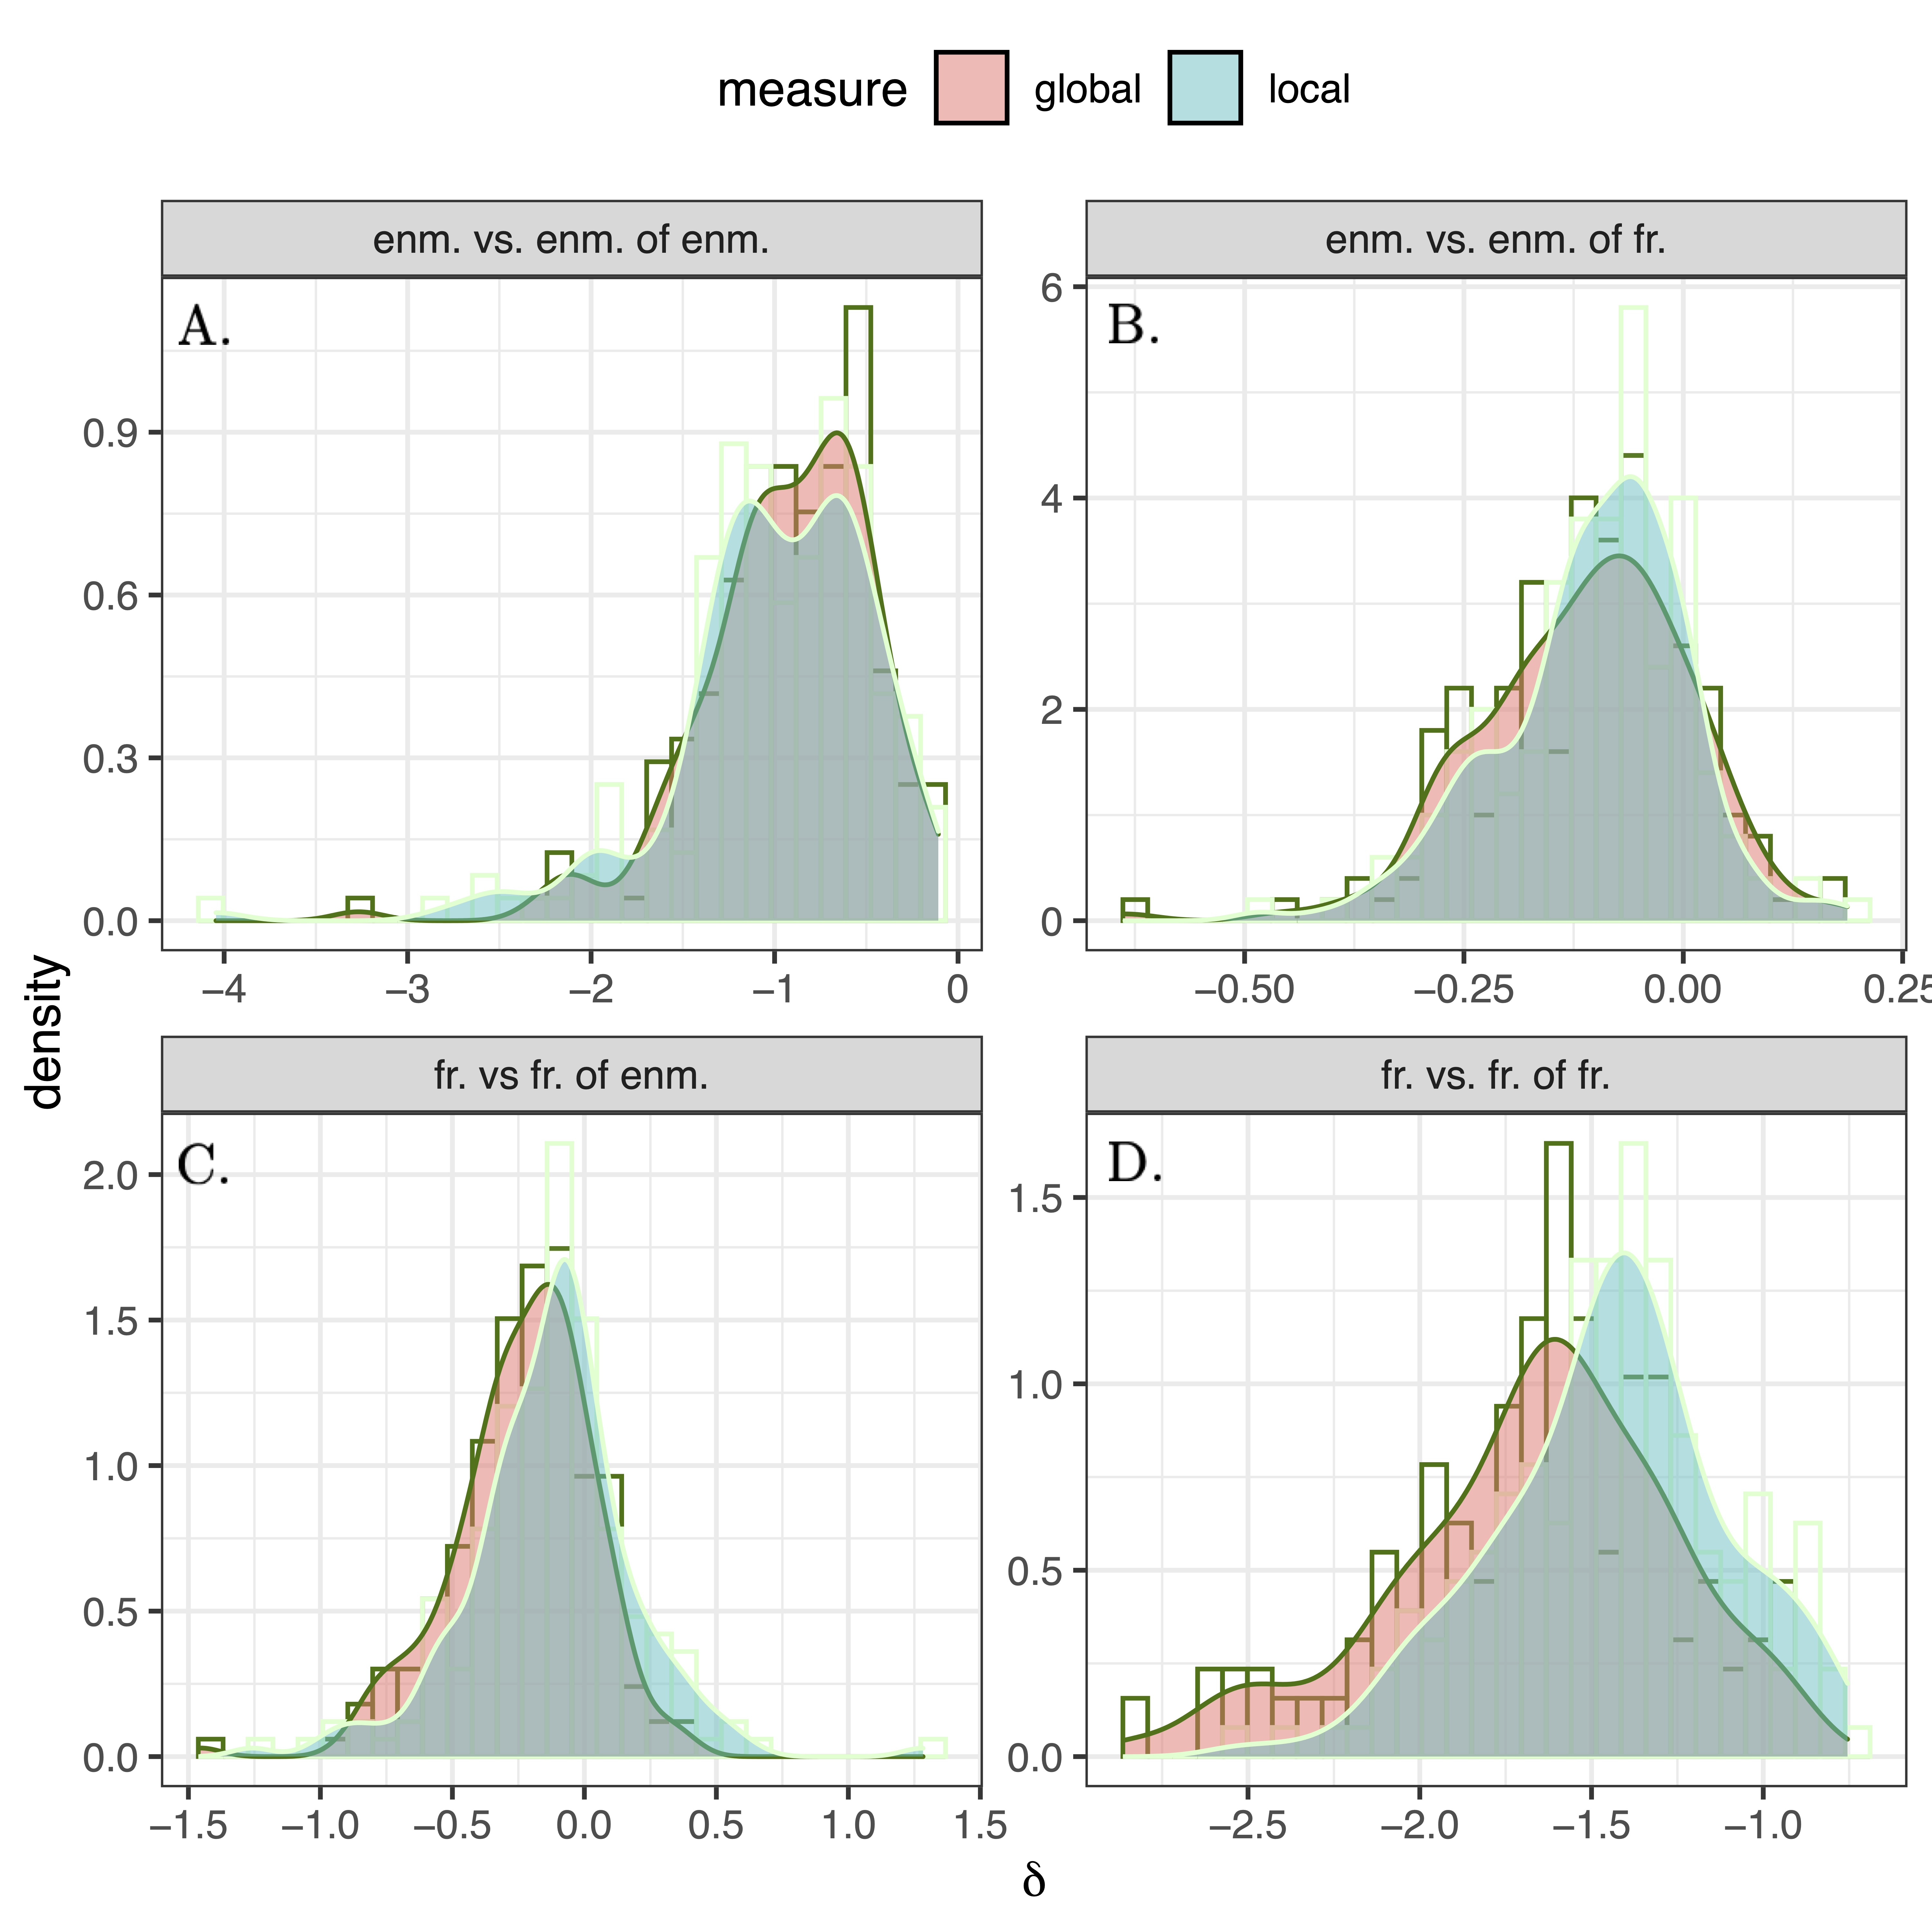 measure global local
enm. vs. enm. of enm.
enm. vs. enm. of fr.
A.
B.
0.9
0.6
0.3
0.0
6
4
2
0
−4 −3 −2 −1 0
−0.50 −0.25 0.00 0.25
density
fr. vs fr. of enm.
fr. vs. fr. of fr.
C.
D.
2.0
1.5
1.0
0.5
0.0
1.5
1.0
0.5
0.0
−1.5 −1.0 −0.5 0.0 0.5 1.0 1.5
−2.5 −2.0 −1.5 −1.0
δ